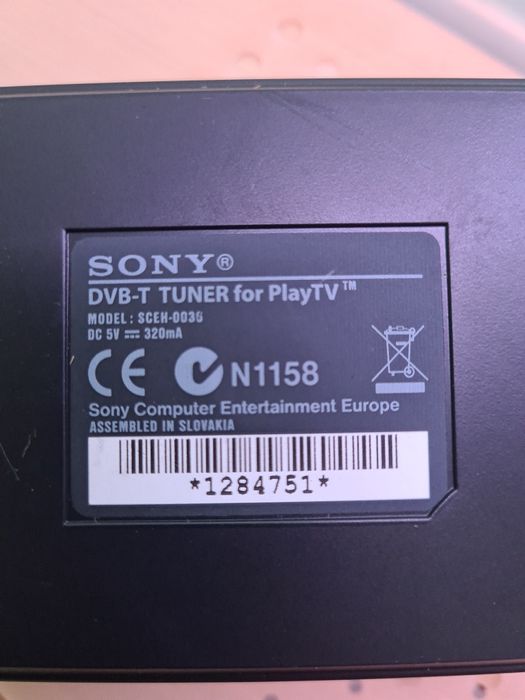 SONY®
DVB-T TUNER for PlayTV™
MODEL: SCEH-0036
DC 5V ⎓ 320mA
CE N1158
Sony Computer Entertainment Europe
ASSEMBLED IN SLOVAKIA
*1284751*